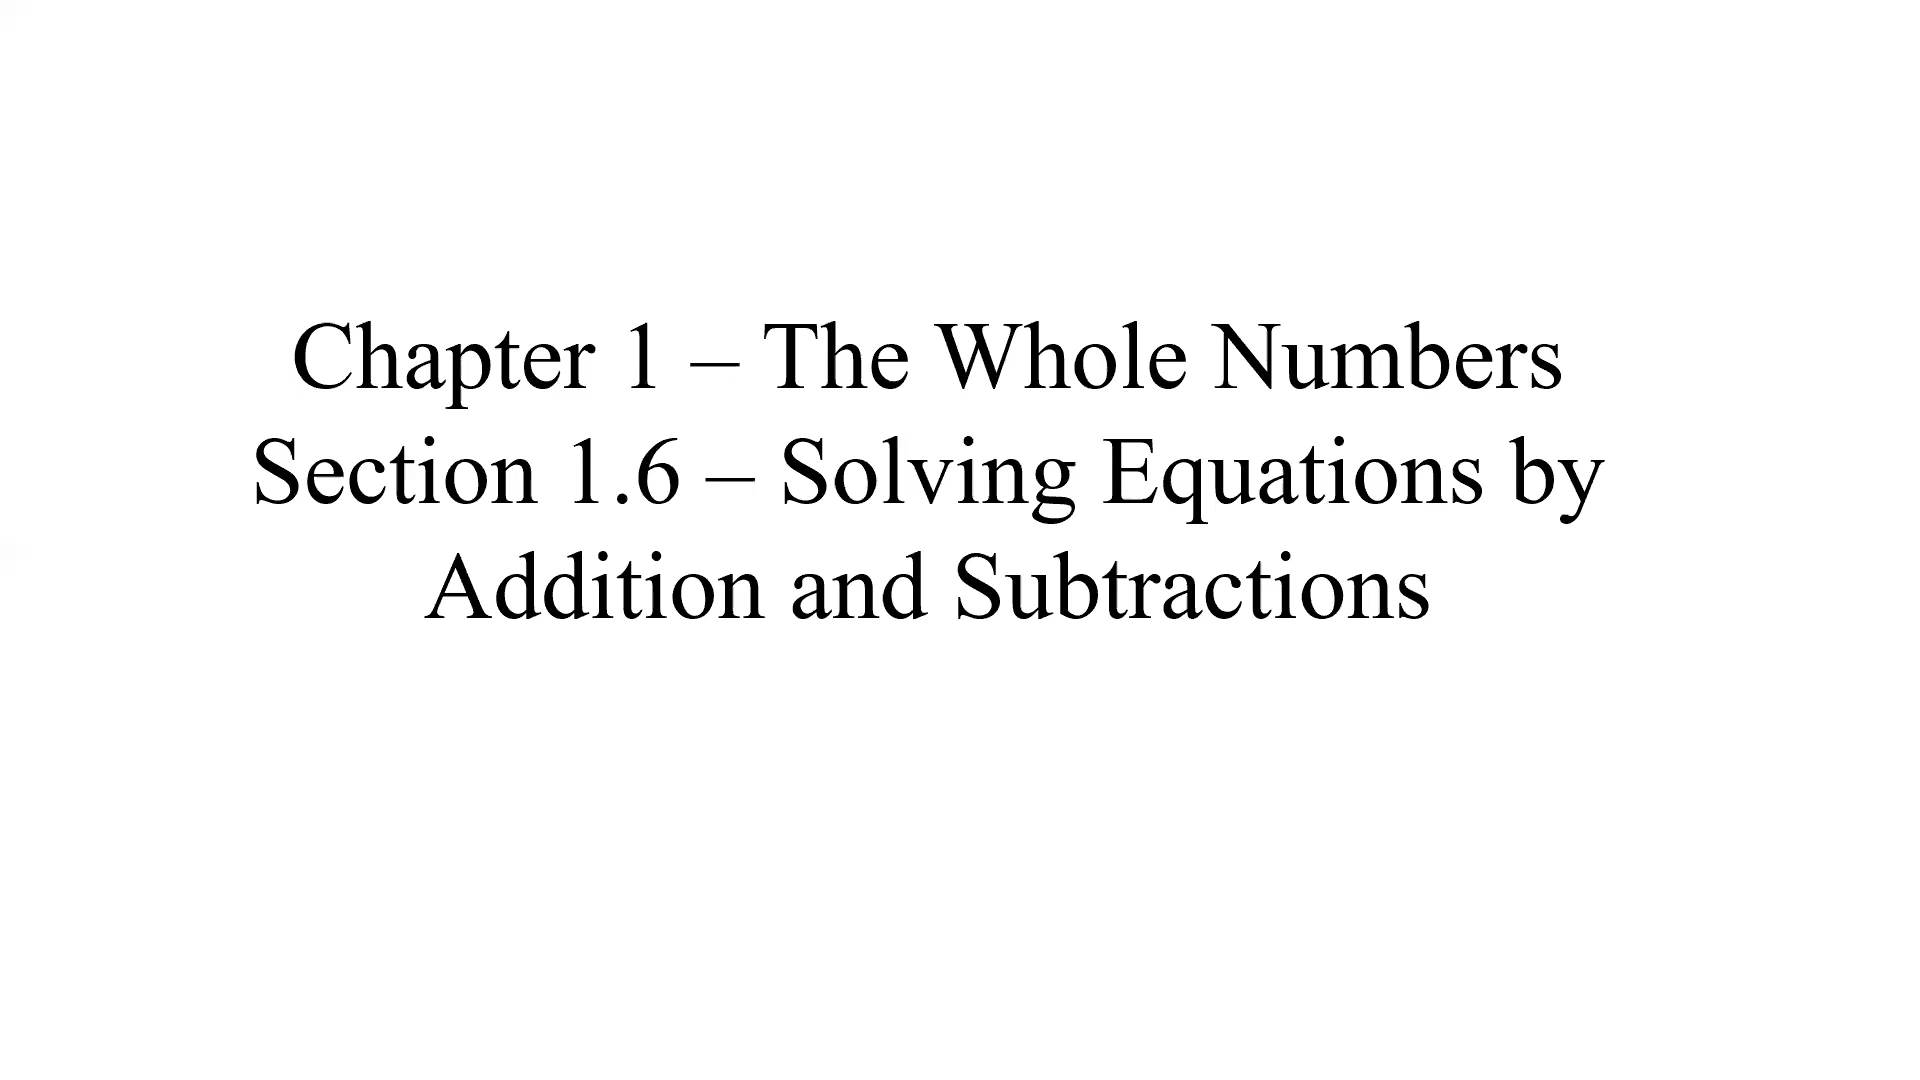 Chapter 1 – The Whole Numbers
Section 1.6 – Solving Equations by
Addition and Subtractions